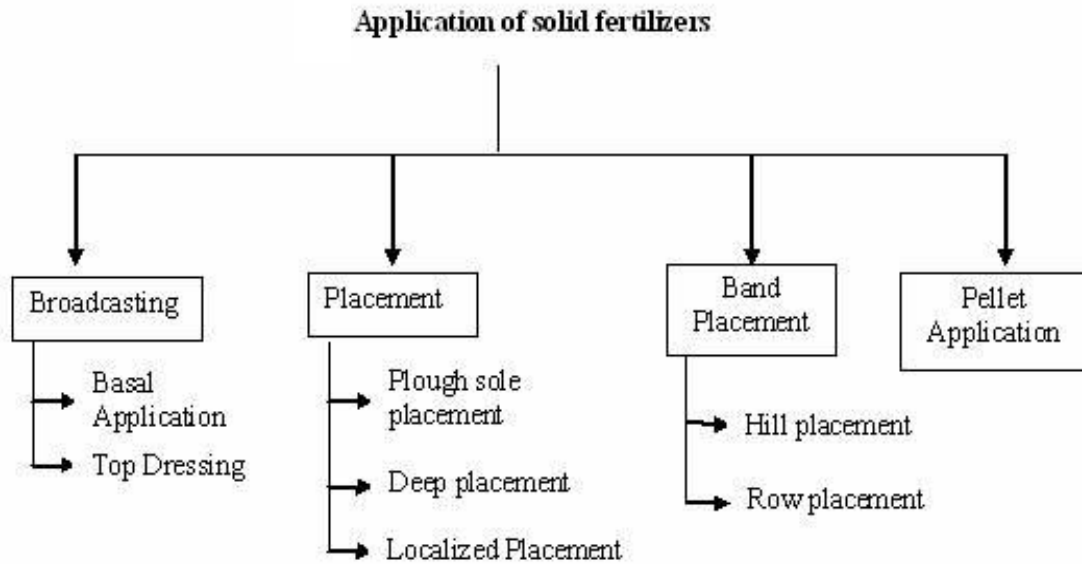 Application of solid fertilizers
Broadcasting
Basal
Application
Top Dressing
Placement
Plough sole
placement
Deep placement
Localized Placement
Band
Placement
Hill placement
Row placement
Pellet
Application